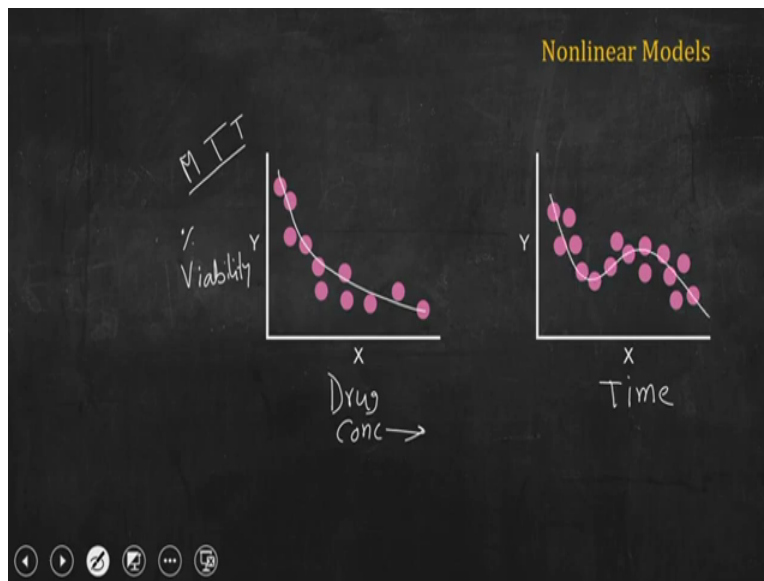 Nonlinear Models
MTT
%
Viability
Y
X
Drug
Conc
Y
X
Time